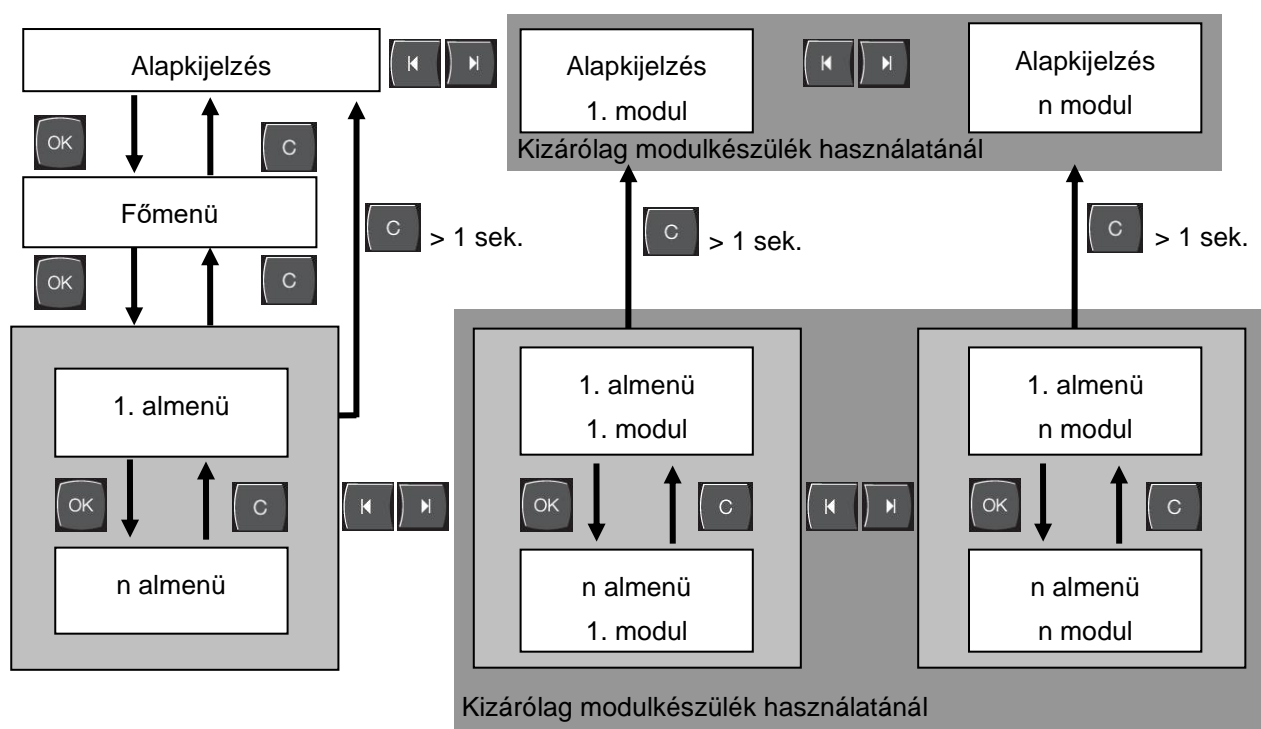 Alapkijelzés
Alapkijelzés
1. modul
Alapkijelzés
n modul
Kizárólag modulkészülék használatánál
OK
C
Főmenü
C
> 1 sek.
C
> 1 sek.
C
> 1 sek.
OK
C
1. almenü
1. almenü
1. modul
1. almenü
n modul
OK
C
OK
C
OK
C
n almenü
n almenü
1. modul
n almenü
n modul
Kizárólag modulkészülék használatánál